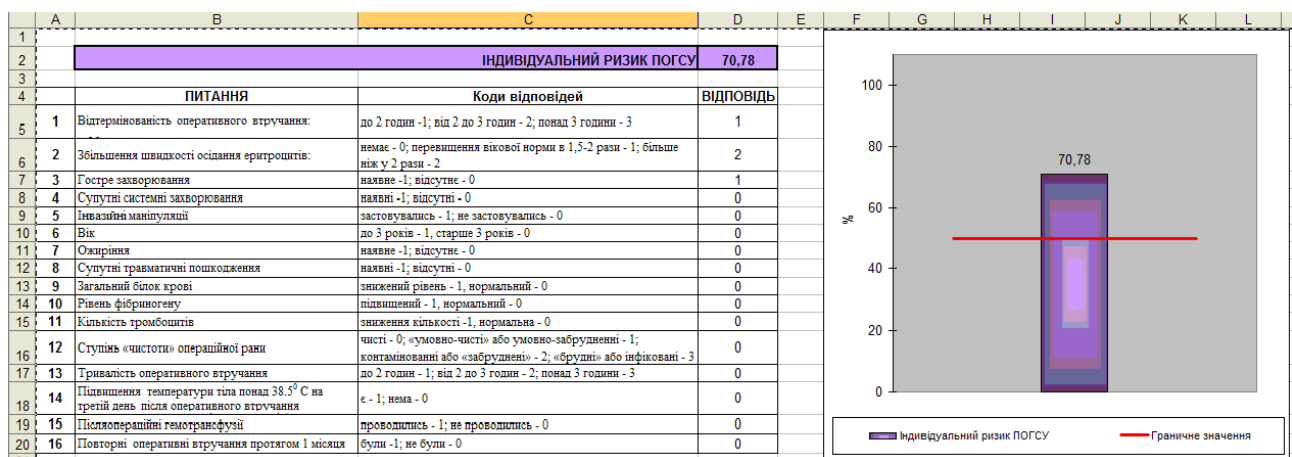 A B C D E F G H I J K L
1
2 ІНДИВІДУАЛЬНИЙ РИЗИК ПОГСУ 70,78
3
4 ПИТАННЯ Коди відповідей ВІДПОВІДЬ
5 1 Відтермінованість оперативного втручання: до 2 годин -1; від 2 до 3 годин - 2; понад 3 години - 3 1
6 2 Збільшення швидкості осідання еритроцитів: немає - 0; перевищення вікової норми в 1,5-2 рази - 1; більше
ніж у 2 рази - 2 2
7 3 Гостре захворювання наявне -1; відсутнє - 0 1
8 4 Супутні системні захворювання наявні -1; відсутні - 0 0
9 5 Інвазійні маніпуляції застосувались - 1; не застосувались - 0 0
10 6 Вік до 3 років - 1, старше 3 років - 0 0
11 7 Ожиріння наявне -1; відсутнє - 0 0
12 8 Супутні травматичні пошкодження наявні -1; відсутні - 0 0
13 9 Загальний білок крові знижений рівень - 1, нормальний - 0 0
14 10 Рівень фібриногену підвищений - 1, нормальний - 0 0
15 11 Кількість тромбоцитів зниження кількості -1, нормальна - 0 0
16 12 Ступінь «чистоти» операційної рани чисті - 0; «умовно-чисті» або умовно-забрудненні - 1;
контамінованні або «забруднені» - 2; «брудні» або інфіковані - 3 0
17 13 Тривалість оперативного втручання до 2 годин - 1; від 2 до 3 годин - 2; понад 3 години - 3 0
18 14 Підвищення температури тіла понад 38.5⁰ С на
третій день після оперативного втручання є - 1; нема - 0 0
19 15 Післяопераційні гемотрансфузії проводились - 1; не проводились - 0 0
20 16 Повторні оперативні втручання протягом 1 місяця були -1; не були - 0 0
100
80
60
40
20
0
%
70,78
Індивідуальний ризик ПОГСУ Граничне значення